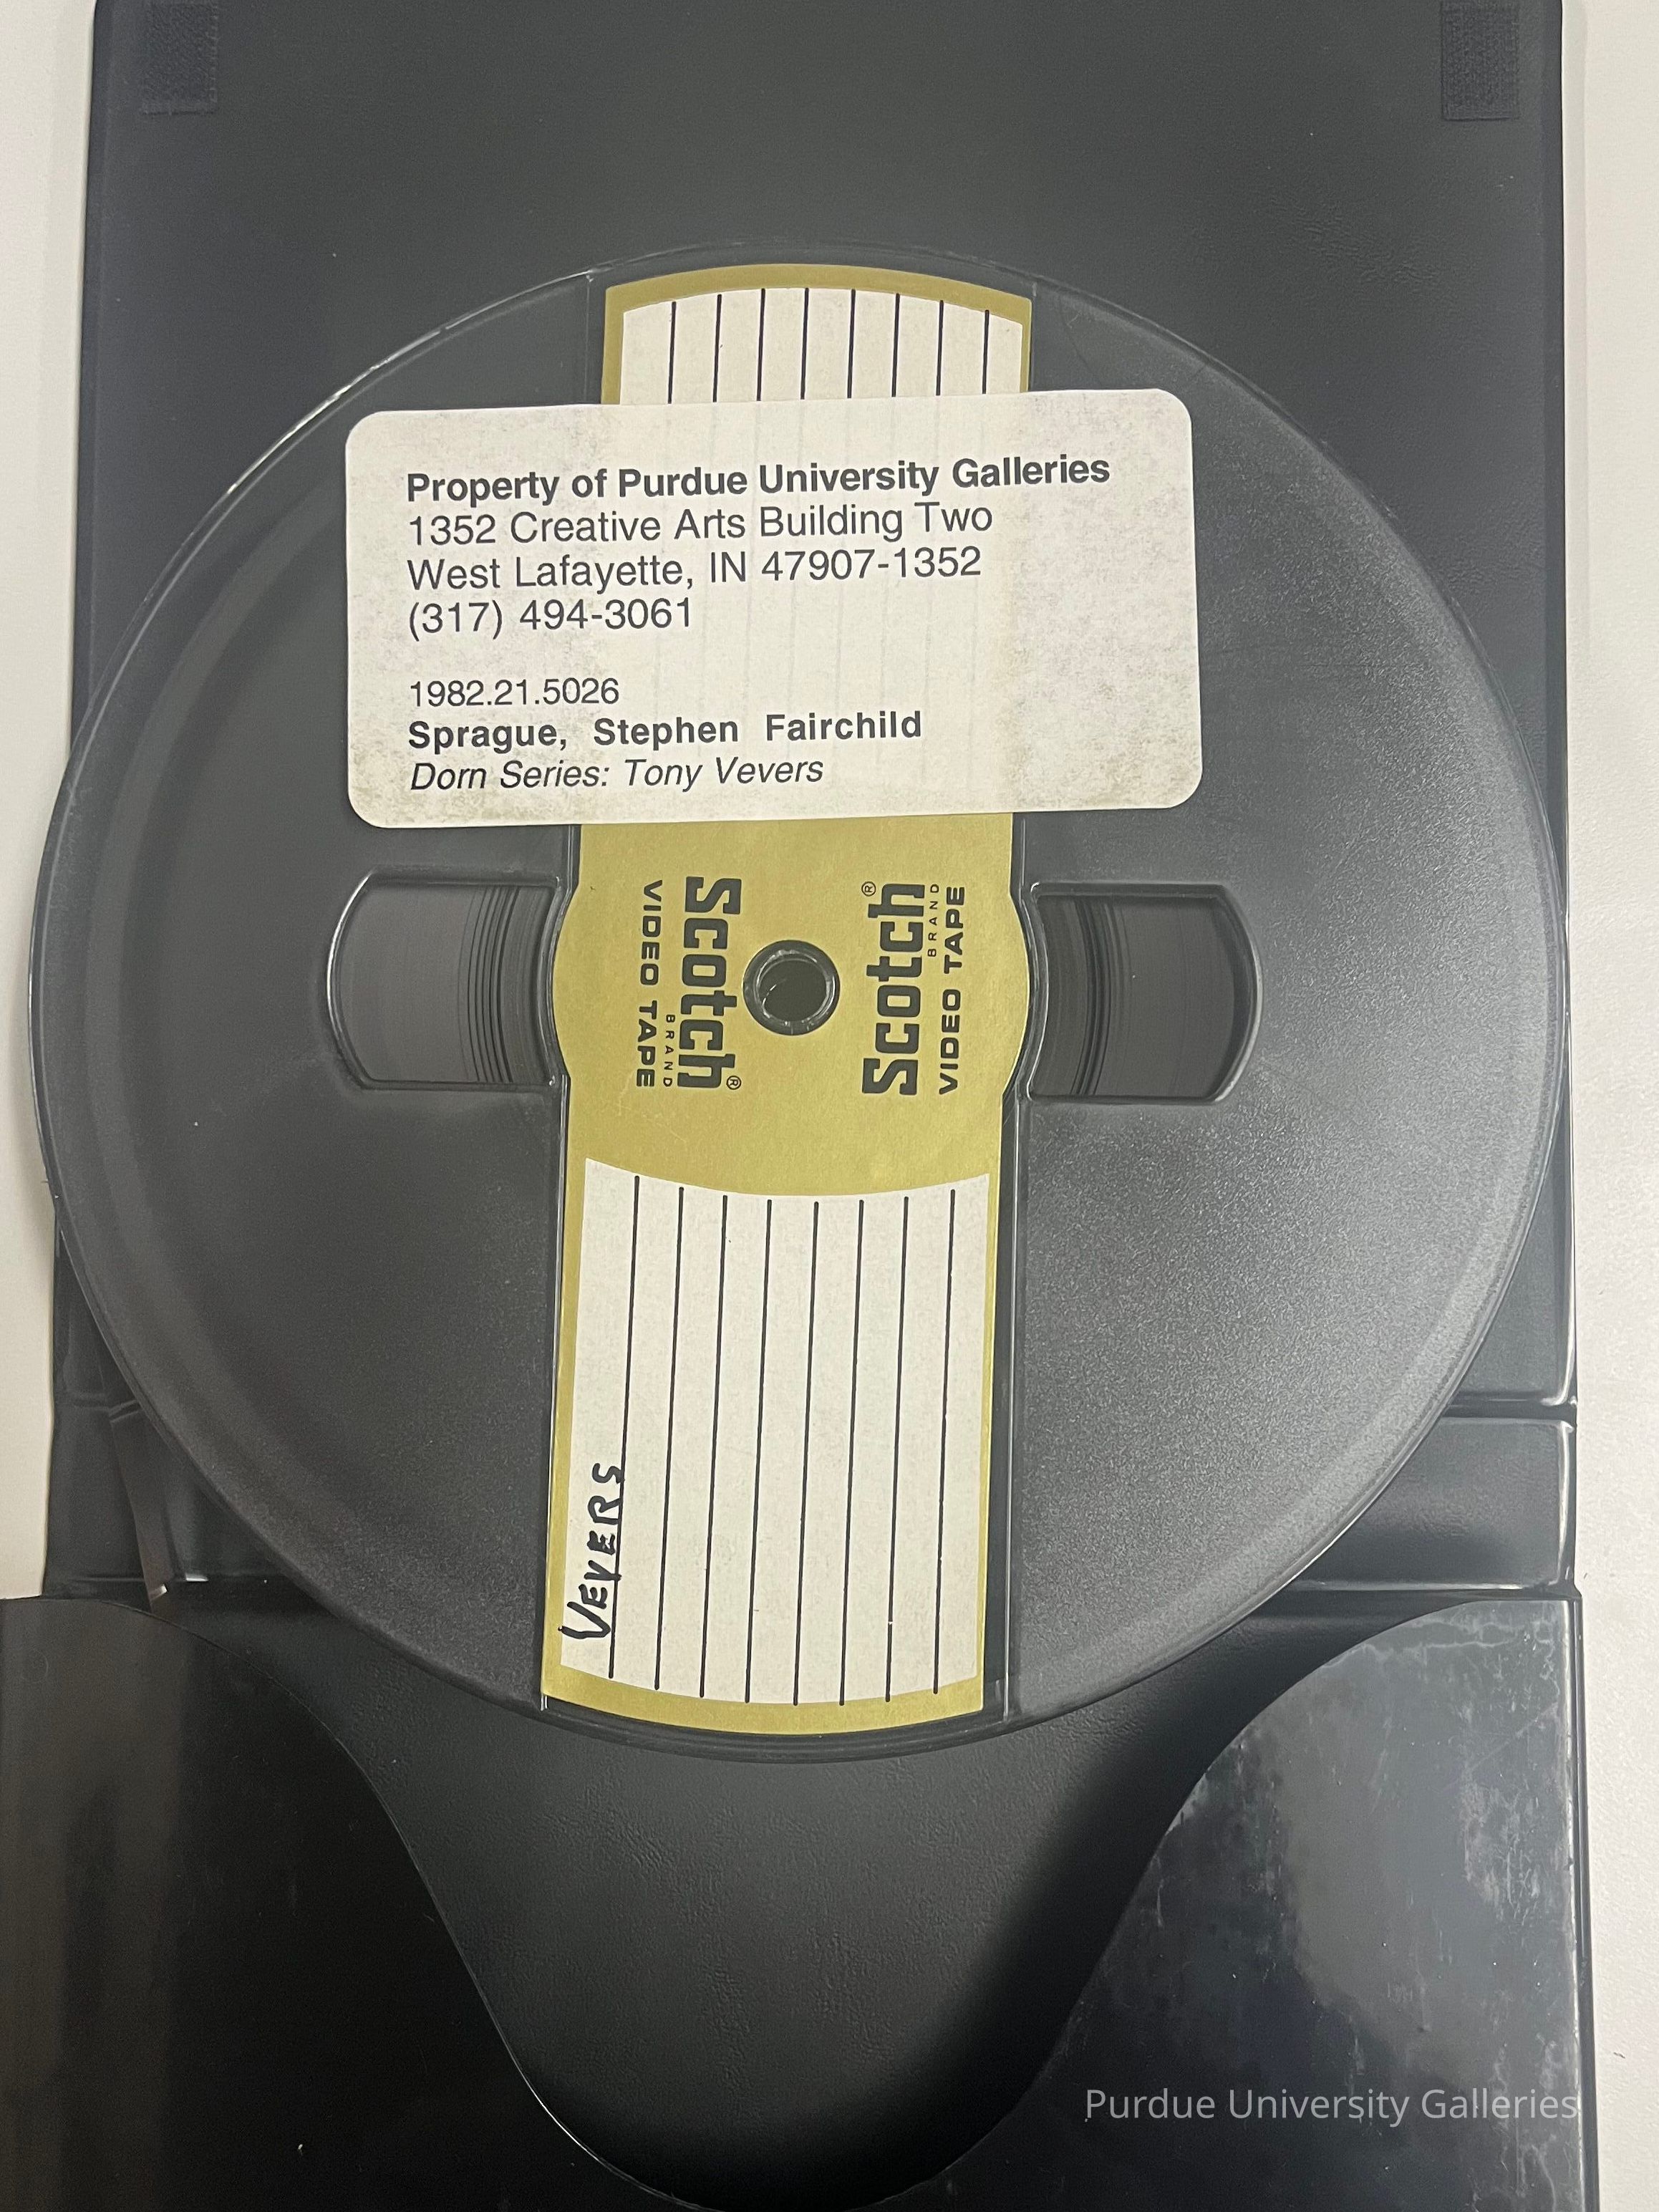 Property of Purdue University Galleries
1352 Creative Arts Building Two
West Lafayette, IN 47907-1352
(317) 494-3061
1982.21.5026
Sprague, Stephen Fairchild
Dorn Series: Tony Vevers
Scotch®
BRAND
VIDEO TAPE
Scotch®
BRAND
VIDEO TAPE
VEVERS
Purdue University Galleries